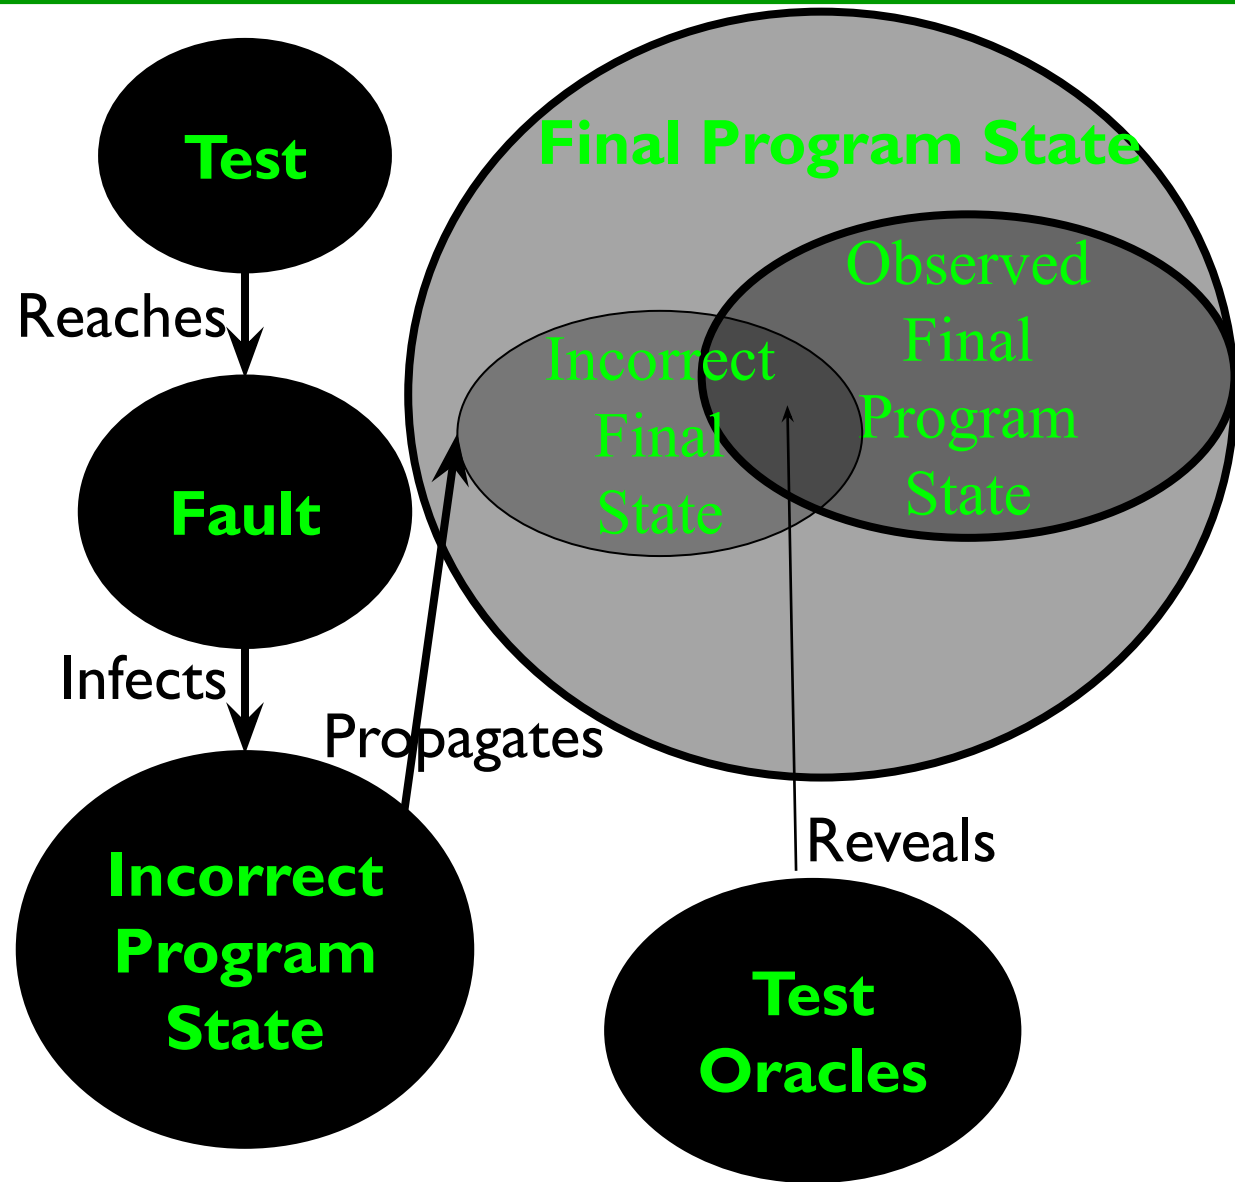 Test
Reaches
Fault
Infects
Incorrect
Program
State
Propagates
Final Program State
Incorrect
Final
State
Observed
Final
Program
State
Reveals
Test
Oracles